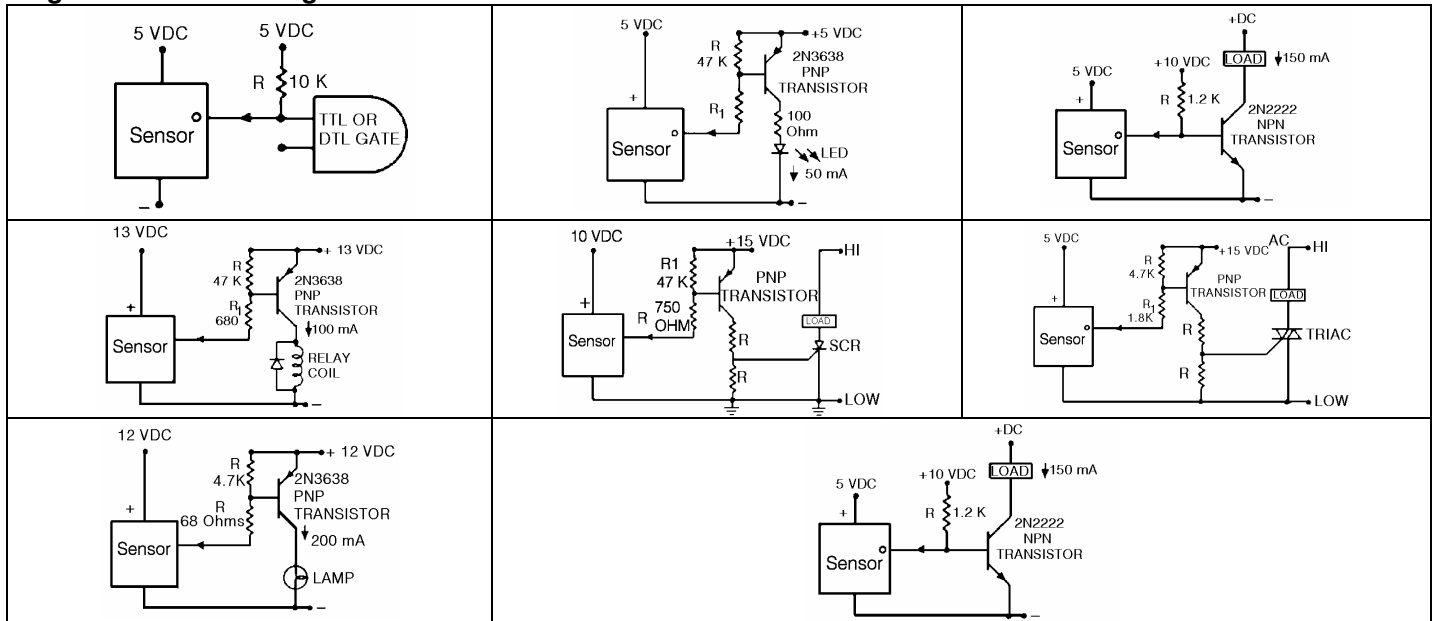 5 VDC
5 VDC
R
10 K
Sensor
TTL OR
DTL GATE
–
5 VDC
+5 VDC
R
47 K
2N3638
PNP
TRANSISTOR
R1
100
Ohm
+
Sensor
LED
50 mA
–
+DC
LOAD
150 mA
5 VDC
+10 VDC
+
R
1.2 K
2N2222
NPN
TRANSISTOR
Sensor
–
13 VDC
+ 13 VDC
R
47 K
2N3638
PNP
TRANSISTOR
R1
680
+
100 mA
Sensor
RELAY
COIL
–
10 VDC
+15 VDC
HI
R1
47 K
PNP
TRANSISTOR
+
750
OHM
R
LOAD
Sensor
R
SCR
R
LOW
5 VDC
+15 VDC
AC
HI
R
4.7K
PNP
TRANSISTOR
LOAD
+
R1
1.8K
Sensor
R
TRIAC
R
LOW
12 VDC
+ 12 VDC
R
4.7K
2N3638
PNP
TRANSISTOR
+
R
68 Ohms
200 mA
Sensor
LAMP
–
+DC
LOAD
150 mA
5 VDC
+10 VDC
+
R
1.2 K
2N2222
NPN
TRANSISTOR
Sensor
–